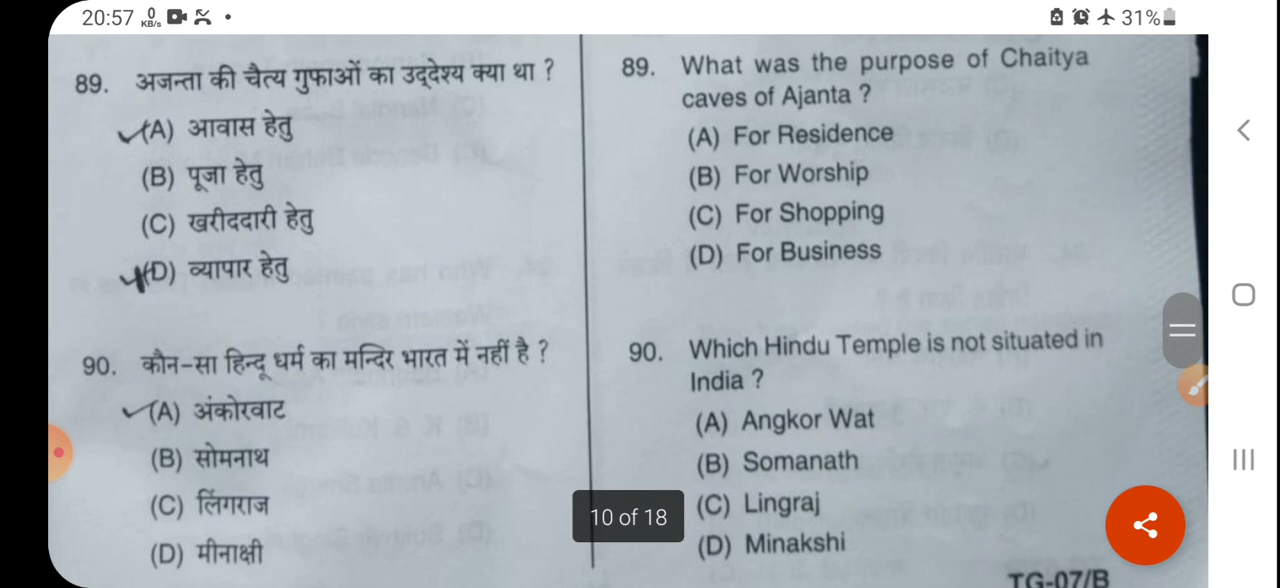 20:57 0 KB/s
31%
89. अजन्ता की चैत्य गुफाओं का उद्देश्य क्या था ?
(A) आवास हेतु
(B) पूजा हेतु
(C) खरीददारी हेतु
(D) व्यापार हेतु
90. कौन-सा हिन्दू धर्म का मन्दिर भारत में नहीं है ?
(A) अंकोरवाट
(B) सोमनाथ
(C) लिंगराज
(D) मीनाक्षी
89. What was the purpose of Chaitya
caves of Ajanta ?
(A) For Residence
(B) For Worship
(C) For Shopping
(D) For Business
90. Which Hindu Temple is not situated in
India ?
(A) Angkor Wat
(B) Somanath
(C) Lingraj
(D) Minakshi
10 of 18
TG-07/B